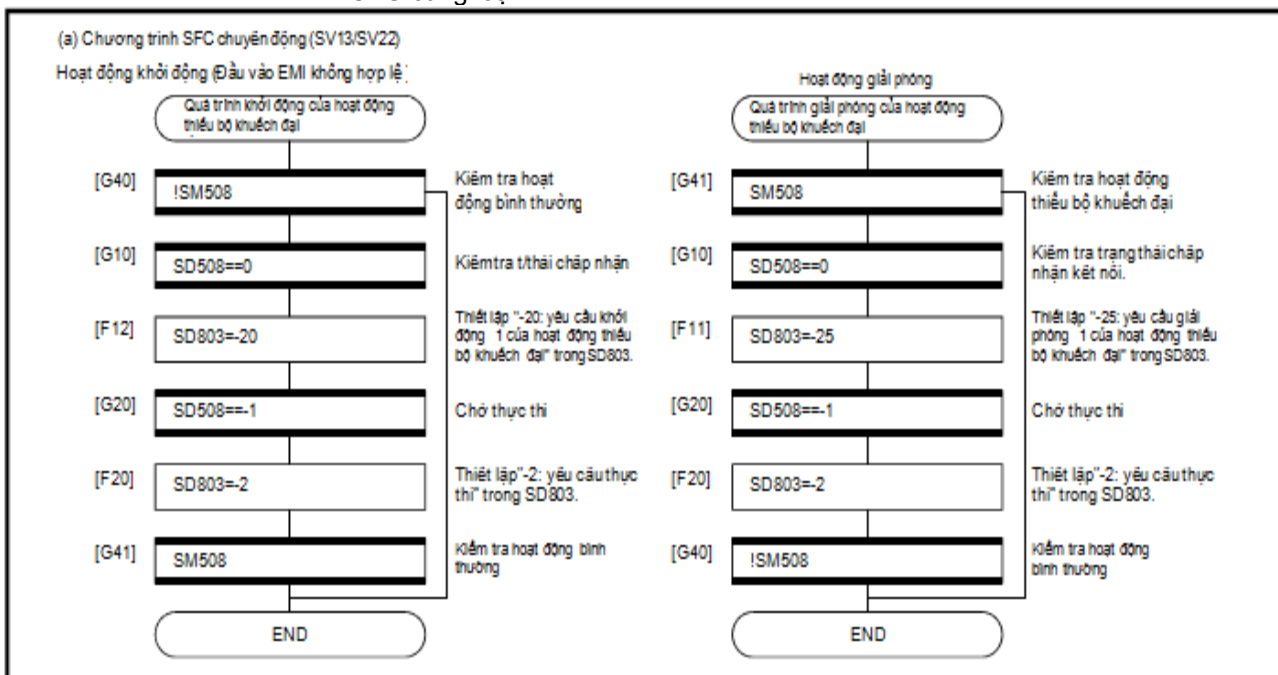 (a) Chương trình SFC chuyển động (SV13/SV22)
Hoạt động khởi động (Đầu vào EMI không hợp lệ)
Quá trình khởi động của hoạt động
thiếu bộ khuếch đại
[G40]
!SM508
Kiểm tra hoạt
động bình thường
[G10]
SD508==0
Kiểm tra t/thái chấp nhận
[F12]
SD803=-20
Thiết lập "-20: yêu cầu khởi
động 1 của hoạt động thiếu
bộ khuếch đại" trong SD803.
[G20]
SD508==-1
Chờ thực thi
[F20]
SD803=-2
Thiết lập"-2: yêu cầu thực
thi" trong SD803.
[G41]
SM508
Kiểm tra hoạt động bình
thường
END
Hoạt động giải phóng
Quá trình giải phóng của hoạt động
thiếu bộ khuếch đại
[G41]
SM508
Kiểm tra hoạt động
thiếu bộ khuếch đại
[G10]
SD508==0
Kiểm tra trạng thái chấp
nhận kết nối.
[F11]
SD803=-25
Thiết lập "-25: yêu cầu giải
phóng 1 của hoạt động thiếu
bộ khuếch đại" trong SD803.
[G20]
SD508==-1
Chờ thực thi
[F20]
SD803=-2
Thiết lập"-2: yêu cầu thực
thi" trong SD803.
[G40]
!SM508
Kiểm tra hoạt động
bình thường
END